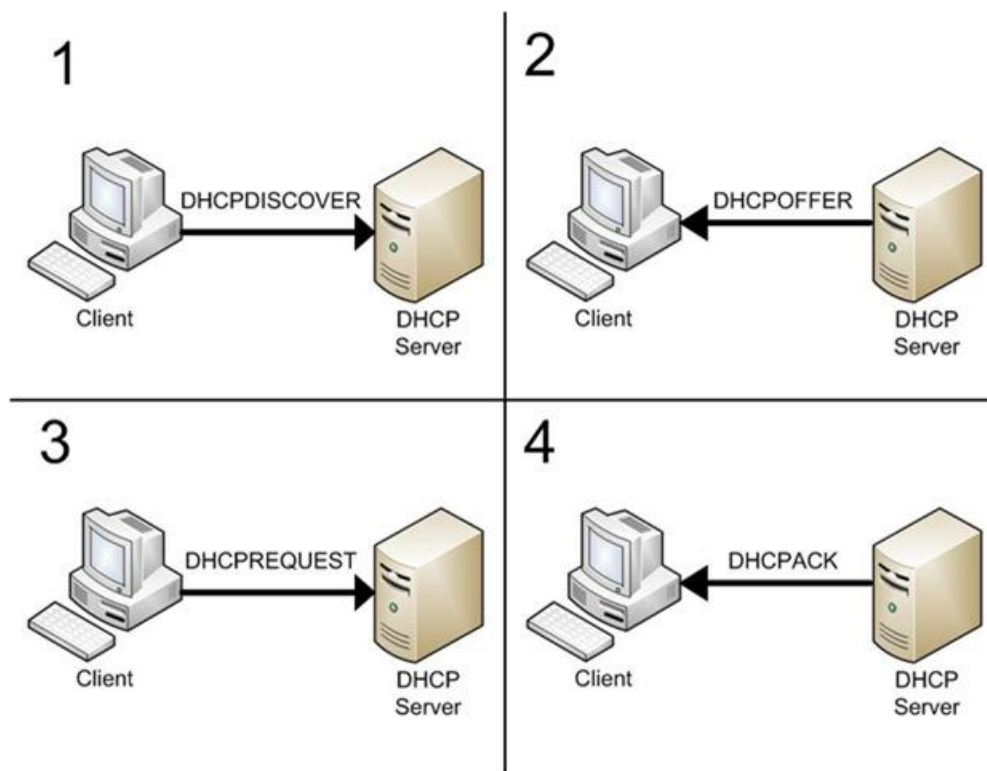 1
DHCPDISCOVER
Client
DHCP
Server
2
DHCPOFFER
Client
DHCP
Server
3
DHCPREQUEST
Client
DHCP
Server
4
DHCPACK
Client
DHCP
Server